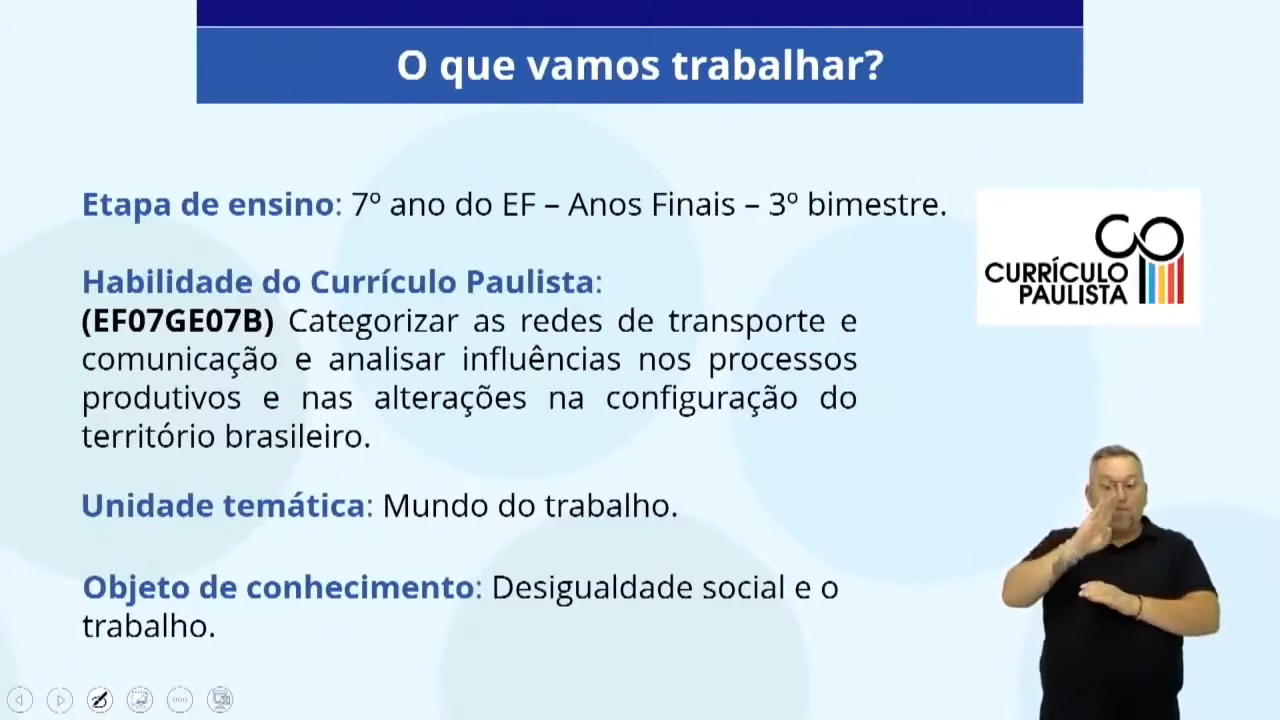 O que vamos trabalhar?
Etapa de ensino: 7º ano do EF – Anos Finais – 3º bimestre.
Habilidade do Currículo Paulista:
(EF07GE07B) Categorizar as redes de transporte e
comunicação e analisar influências nos processos
produtivos e nas alterações na configuração do
território brasileiro.
Unidade temática: Mundo do trabalho.
Objeto de conhecimento: Desigualdade social e o
trabalho.
CURRÍCULO
PAULISTA